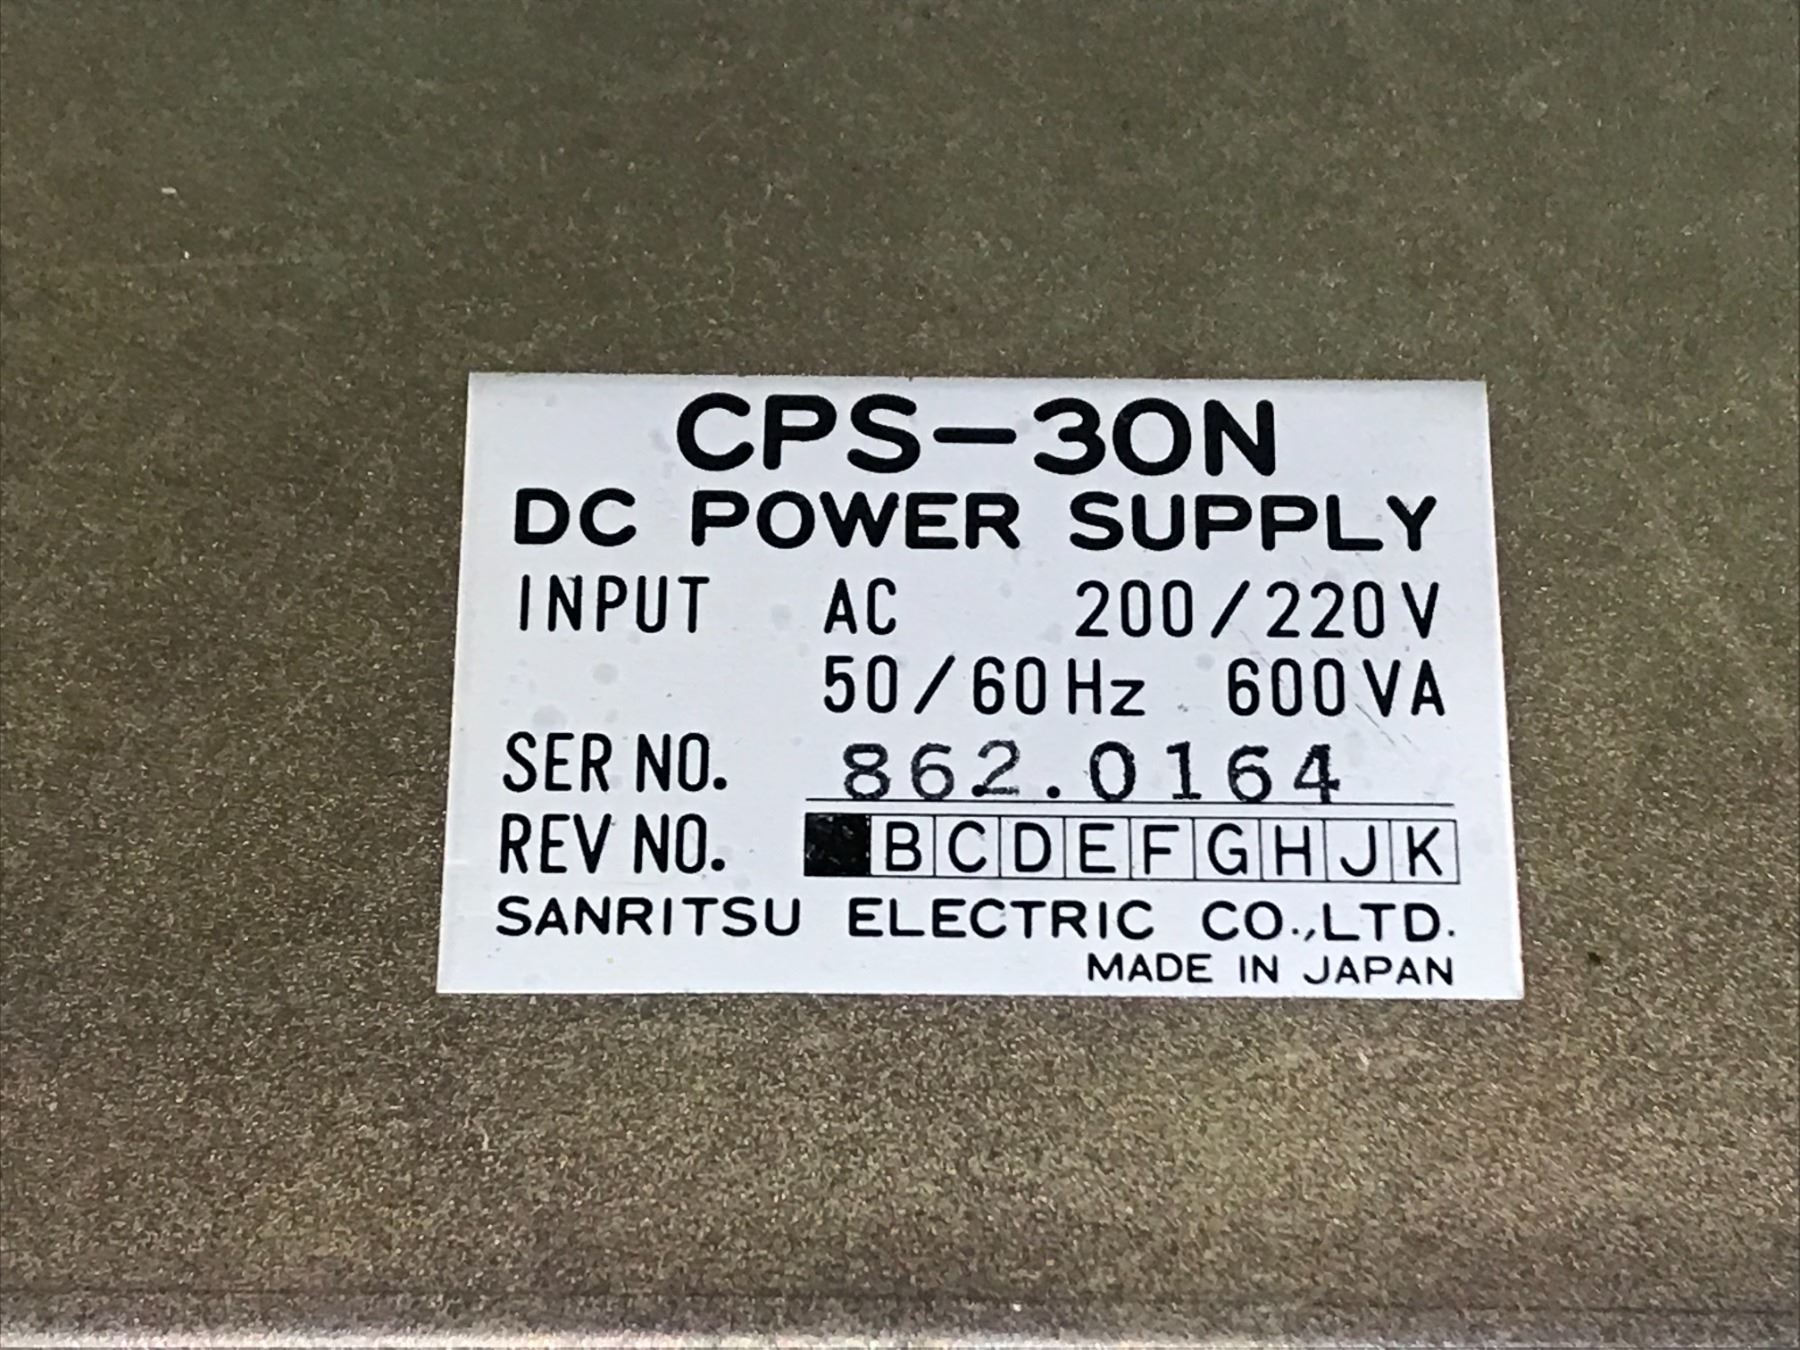 CPS-30N
DC POWER SUPPLY
INPUT AC 200/220V
50/60Hz 600VA
SER NO. 862.0164
REV NO. B C D E F G H J K
SANRITSU ELECTRIC CO.,LTD.
MADE IN JAPAN